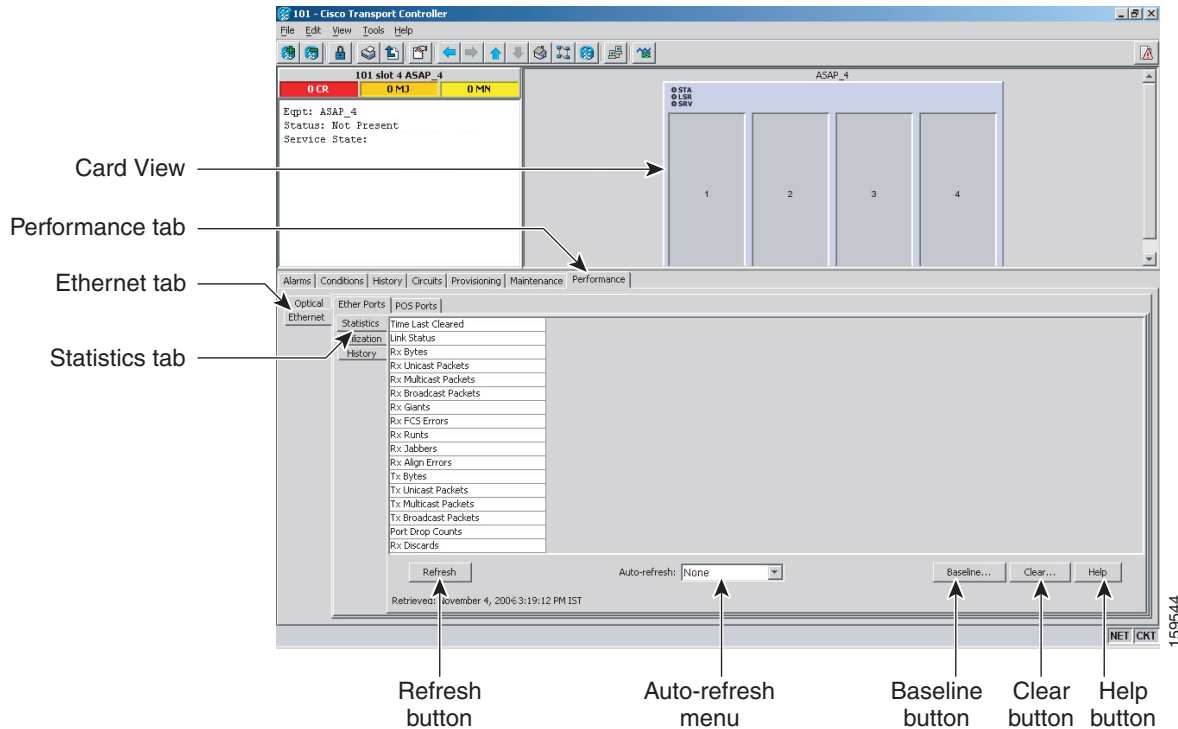 101 - Cisco Transport Controller
File Edit View Tools Help
101 slot 4 ASAP_4
0 CR 0 MJ 0 MN
Eqpt: ASAP_4
Status: Not Present
Service State:
ASAP_4
STA
LSR
SRV
1 2 3 4
Card View
Performance tab
Ethernet tab
Statistics tab
Alarms Conditions History Circuits Provisioning Maintenance Performance
Optical
Ethernet
Ether Ports POS Ports
Statistics
History
Time Last Cleared
Link Status
Rx Bytes
Rx Unicast Packets
Rx Multicast Packets
Rx Broadcast Packets
Rx Giants
Rx FCS Errors
Rx Runts
Rx Jabbers
Rx Align Errors
Tx Bytes
Tx Unicast Packets
Tx Multicast Packets
Tx Broadcast Packets
Port Drop Counts
Rx Discards
Refresh Auto-refresh: None Baseline... Clear... Help
Retrieved: November 4, 2006 3:19:12 PM IST
NET CKT
159544
Refresh button
Auto-refresh menu
Baseline button
Clear button
Help button